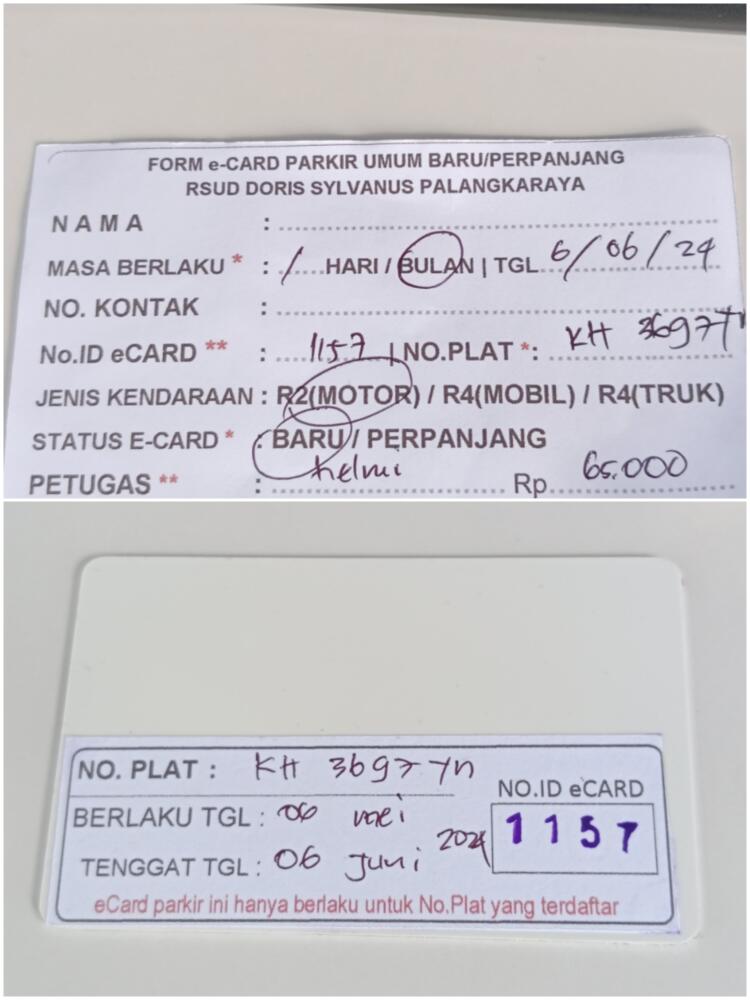 FORM e-CARD PARKIR UMUM BARU/PERPANJANG
RSUD DORIS SYLVANUS PALANGKARAYA
NAMA :
MASA BERLAKU * : / HARI / BULAN | TGL 6/06/24
NO. KONTAK :
No.ID eCARD ** : 1157 | NO.PLAT *: KH 3697
JENIS KENDARAAN : R2(MOTOR) / R4(MOBIL) / R4(TRUK)
STATUS E-CARD * : BARU / PERPANJANG
PETUGAS ** : helmi Rp 65.000
NO. PLAT : KH 3697 YN
NO.ID eCARD
BERLAKU TGL : 06 mei
1157
2024
TENGGAT TGL : 06 Juni
eCard parkir ini hanya berlaku untuk No.Plat yang terdaftar